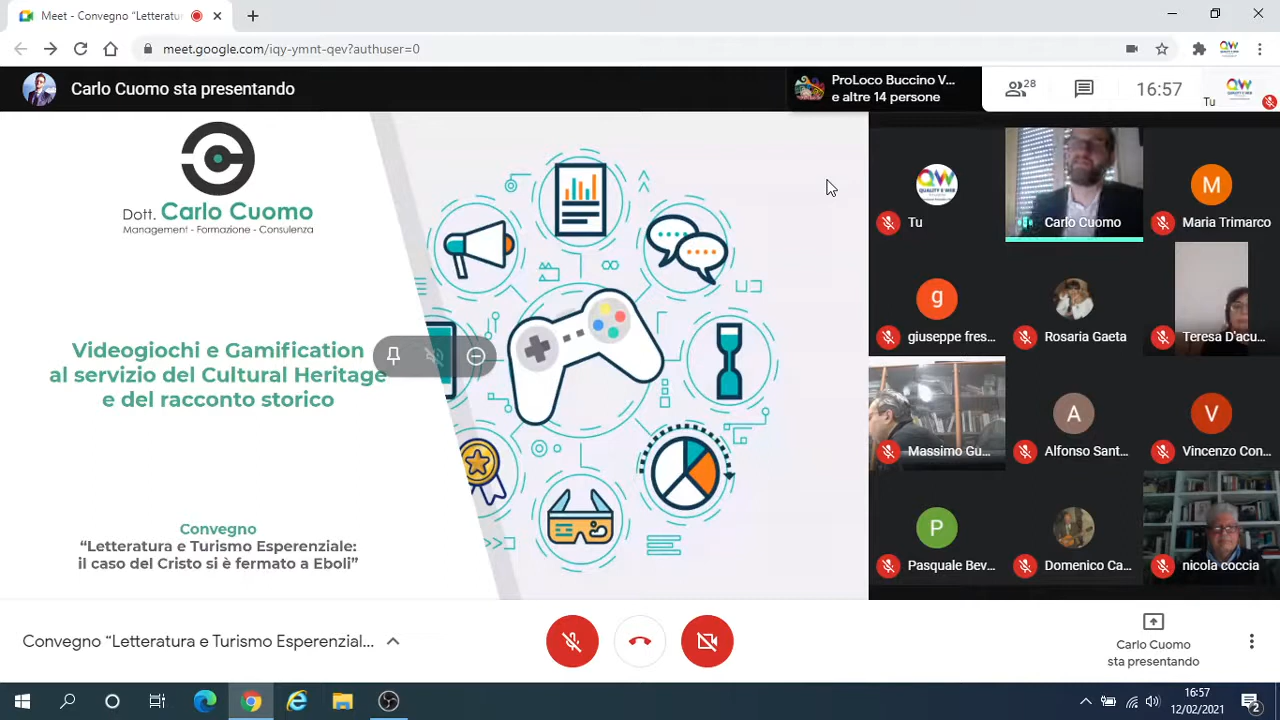 Meet - Convegno "Letteratu
meet.google.com/iqy-ymnt-qev?authuser=0
Carlo Cuomo sta presentando
ProLoco Buccino V...
e altre 14 persone
28
16:57
Tu
Dott. Carlo Cuomo
Management - Formazione - Consulenza
Videogiochi e Gamification
al servizio del Cultural Heritage
e del racconto storico
Convegno
“Letteratura e Turismo Esperenziale:
il caso del Cristo si è fermato a Eboli”
QW
QUALITY E WEB
Tu
Carlo Cuomo
M
Maria Trimarco
g
giuseppe fres...
Rosaria Gaeta
Teresa D'acu...
Massimo Gu...
A
Alfonso Sant...
V
Vincenzo Con...
P
Pasquale Bev...
Domenico Ca...
nicola coccia
Convegno “Letteratura e Turismo Esperenzial...
Carlo Cuomo
sta presentando
16:57
12/02/2021
2